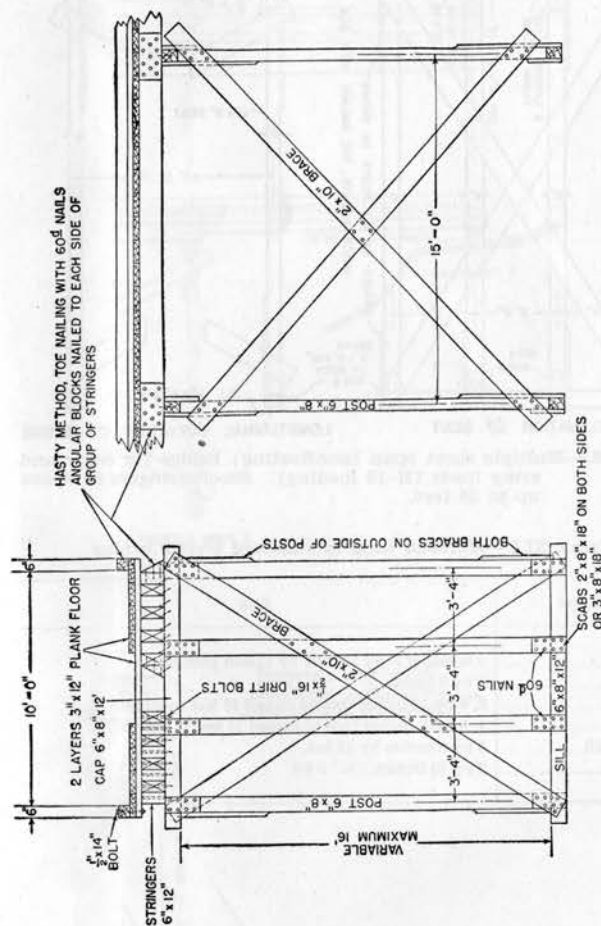 HASTY METHOD, TOE NAILING WITH 60d NAILS
ANGULAR BLOCKS NAILED TO EACH SIDE OF
GROUP OF STRINGERS
2" x 10" BRACE
15'-0"
POST 6"x8"
6"
10'-0"
6"
2 LAYERS 3"x12" PLANK FLOOR
CAP 6"x8"x12'
1/2"x14"
BOLT
STRINGERS
6"x12"
BOTH BRACES ON OUTSIDE OF POSTS
BRACE
2"x10"
1/2"x16" DRIFT BOLTS
3'-4"
3'-4"
3'-4"
60d NAILS
POST 6"x8"
SILL
6"x8"x12'
VARIABLE
MAXIMUM 16'
SCABS 2"x8"x18" ON BOTH SIDES
OR 3"x8"x18"